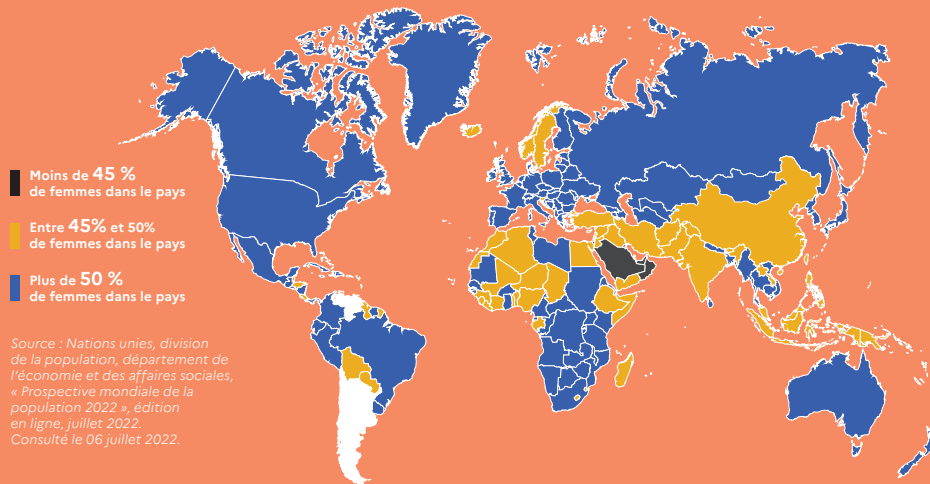 Moins de 45 %
de femmes dans le pays
Entre 45% et 50%
de femmes dans le pays
Plus de 50 %
de femmes dans le pays
Source : Nations unies, division
de la population, département de
l'économie et des affaires sociales,
« Prospective mondiale de la
population 2022 », édition
en ligne, juillet 2022.
Consulté le 06 juillet 2022.